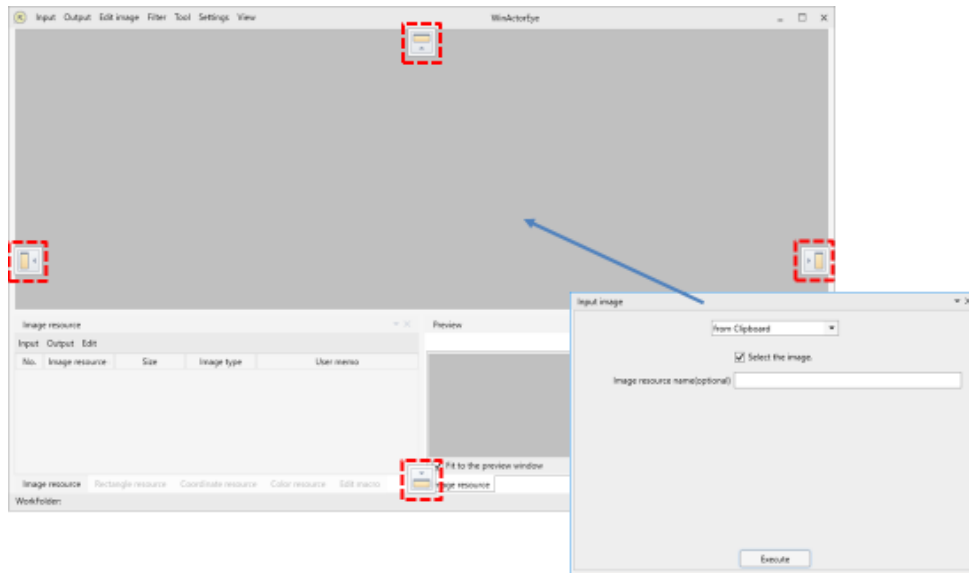 Input Output Edit image Filter Tool Settings View
WinActorEye
Image resource
Input Output Edit
No. Image resource Size Image type User memo
Image resource Rectangle resource Coordinate resource Color resource Edit macro
Workfolder:
Preview
Fit to the preview window
age resource
Input image
from Clipboard
Select the image.
Image resource name(optional)
Execute